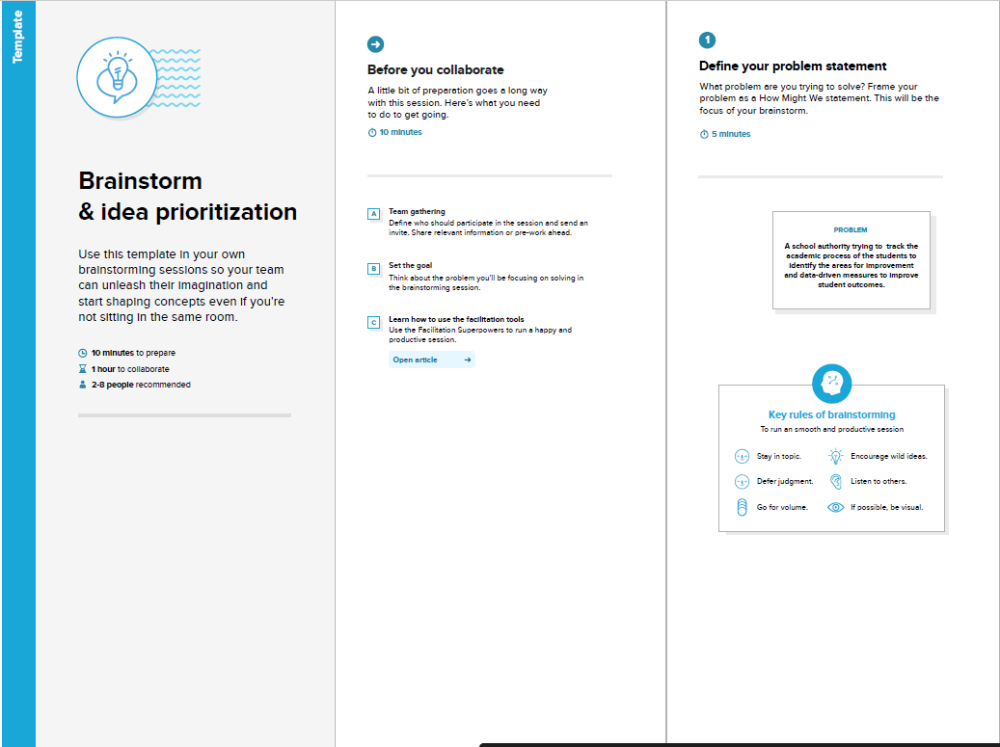 Template
Brainstorm
& idea prioritization
Use this template in your own
brainstorming sessions so your team
can unleash their imagination and
start shaping concepts even if you're
not sitting in the same room.
10 minutes to prepare
1 hour to collaborate
2-8 people recommended
Before you collaborate
A little bit of preparation goes a long way
with this session. Here's what you need
to do to get going.
10 minutes
A
Team gathering
Define who should participate in the session and send an
invite. Share relevant information or pre-work ahead.
B
Set the goal
Think about the problem you'll be focusing on solving in
the brainstorming session.
C
Learn how to use the facilitation tools
Use the Facilitation Superpowers to run a happy and
productive session.
Open article
1
Define your problem statement
What problem are you trying to solve? Frame your
problem as a How Might We statement. This will be the
focus of your brainstorm.
5 minutes
PROBLEM
A school authority trying to track the
academic process of the students to
identify the areas for improvement
and data-driven measures to improve
student outcomes.
Key rules of brainstorming
To run an smooth and productive session
Stay in topic.
Encourage wild ideas.
Defer judgment.
Listen to others.
Go for volume.
If possible, be visual.